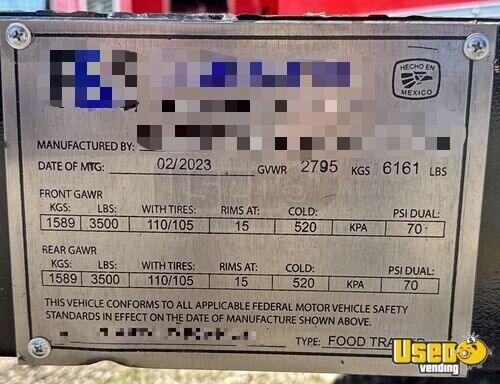 HECHO EN
MEXICO
MANUFACTURED BY:
DATE OF MTG: 02/2023 GVWR 2795 KGS 6161 LBS
FRONT GAWR
KGS: LBS: WITH TIRES: RIMS AT: COLD: PSI DUAL:
1589 3500 110/105 15 520 KPA 70
REAR GAWR
KGS: LBS: WITH TIRES: RIMS AT: COLD: PSI DUAL:
1589 3500 110/105 15 520 KPA 70
THIS VEHICLE CONFORMS TO ALL APPLICABLE FEDERAL MOTOR VEHICLE SAFETY
STANDARDS IN EFFECT ON THE DATE OF MANUFACTURE SHOWN ABOVE.
TYPE: FOOD
Used
vending